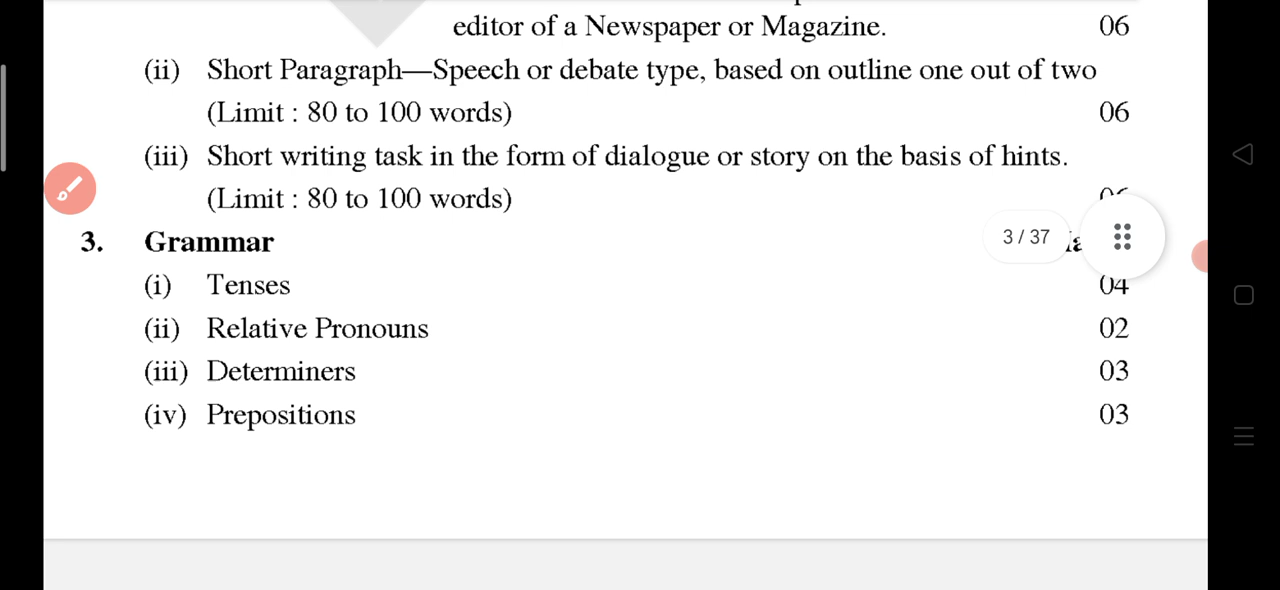 editor of a Newspaper or Magazine. 06
(ii) Short Paragraph—Speech or debate type, based on outline one out of two
(Limit : 80 to 100 words) 06
(iii) Short writing task in the form of dialogue or story on the basis of hints.
(Limit : 80 to 100 words)
3. Grammar
3 / 37
(i) Tenses 04
(ii) Relative Pronouns 02
(iii) Determiners 03
(iv) Prepositions 03